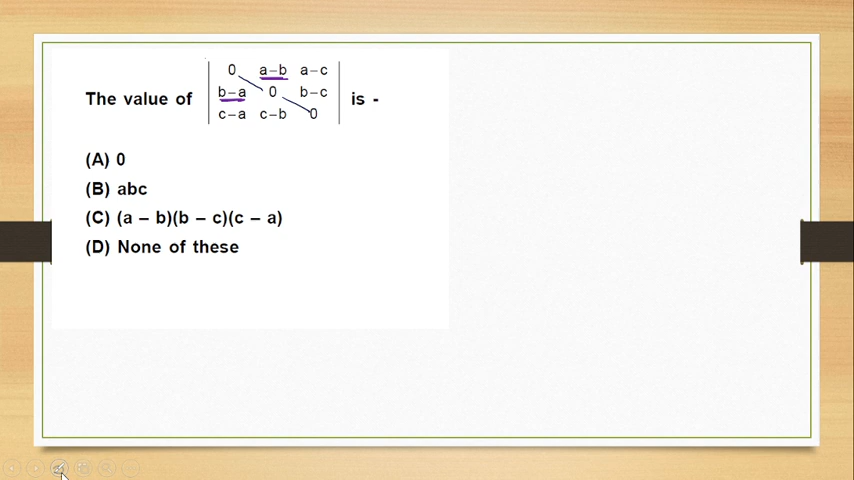 0 a–b a–c
The value of b–a 0 b–c is -
c–a c–b 0
(A) 0
(B) abc
(C) (a – b)(b – c)(c – a)
(D) None of these